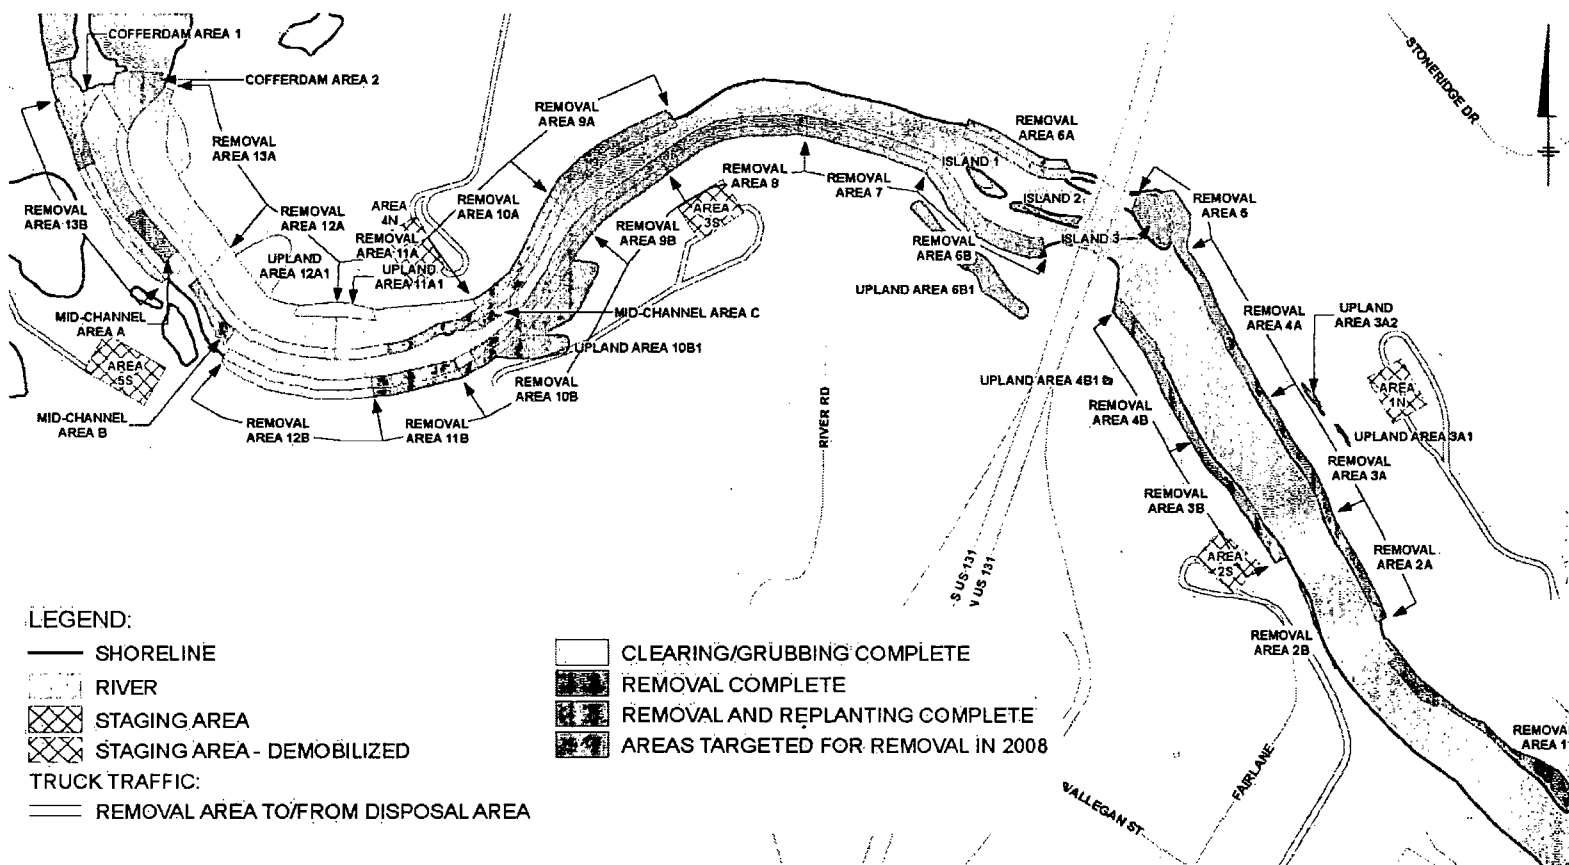 COFFERDAM AREA 1
COFFERDAM AREA 2
REMOVAL
AREA 13A
REMOVAL
AREA 13B
REMOVAL
AREA 12A
UPLAND
AREA 12A1
AREA
4N
REMOVAL
AREA 11A
UPLAND
AREA 11A1
REMOVAL
AREA 10A
REMOVAL
AREA 9A
REMOVAL
AREA 9B
AREA
3S
REMOVAL
AREA 8
REMOVAL
AREA 7
REMOVAL
AREA 6A
ISLAND 1
ISLAND 2
ISLAND 3
REMOVAL
AREA 6B
UPLAND AREA 6B1
REMOVAL
AREA 5
STONERIDGE DR
MID-CHANNEL
AREA A
AREA
5S
MID-CHANNEL
AREA B
MID-CHANNEL AREA C
UPLAND AREA 10B1
REMOVAL
AREA 10B
REMOVAL
AREA 11B
REMOVAL
AREA 12B
RIVER RD
S US 131
N US 131
UPLAND AREA 4B1
REMOVAL
AREA 4B
REMOVAL
AREA 4A
UPLAND
AREA 3A2
AREA
1N
UPLAND AREA 3A1
REMOVAL
AREA 3A
REMOVAL
AREA 3B
AREA
2S
REMOVAL
AREA 2A
REMOVAL
AREA 2B
REMOVAL
AREA 1
FAIRLANE
W ALLEGAN ST
LEGEND:
SHORELINE
RIVER
STAGING AREA
STAGING AREA - DEMOBILIZED
TRUCK TRAFFIC:
REMOVAL AREA TO/FROM DISPOSAL AREA
CLEARING/GRUBBING COMPLETE
REMOVAL COMPLETE
REMOVAL AND REPLANTING COMPLETE
AREAS TARGETED FOR REMOVAL IN 2008